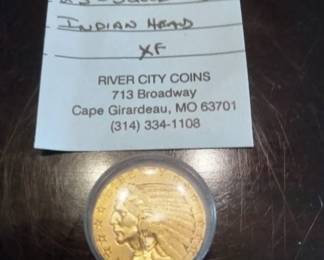 INDIAN HEAD
XF
RIVER CITY COINS
713 Broadway
Cape Girardeau, MO 63701
(314) 334-1108